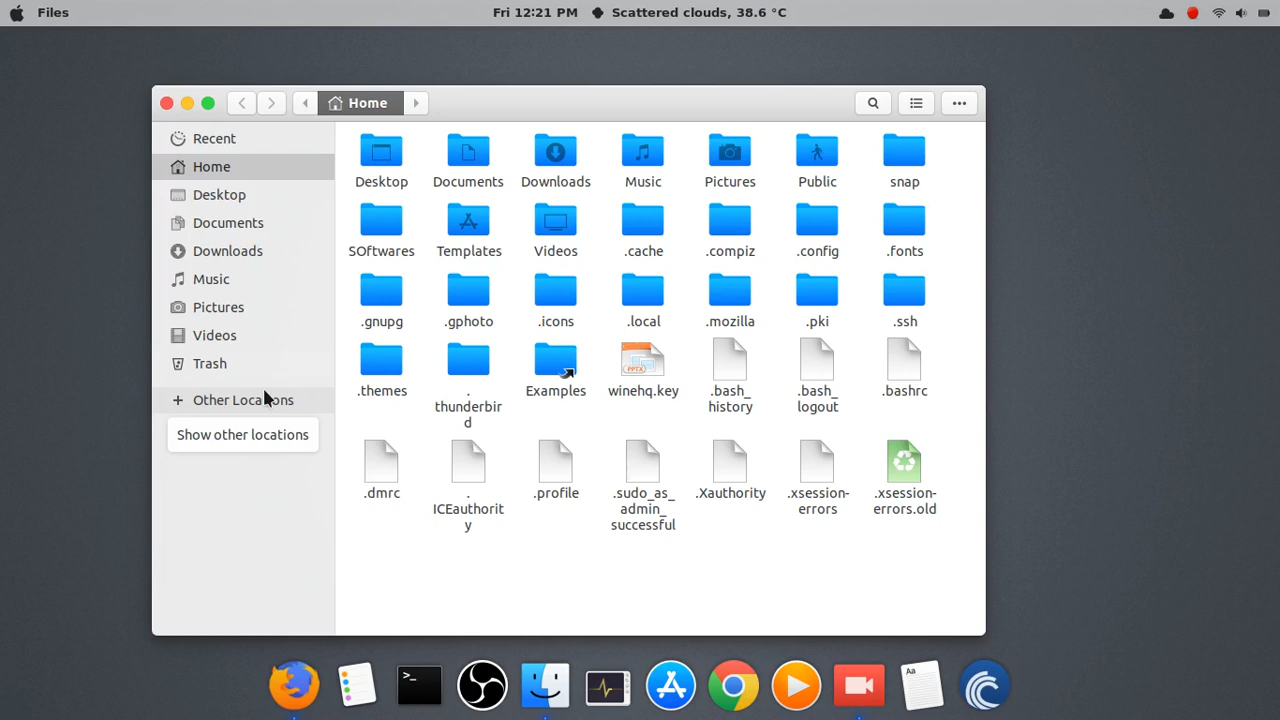 Files
Fri 12:21 PM
Scattered clouds, 38.6 °C
Home
Recent
Home
Desktop
Documents
Downloads
Music
Pictures
Videos
Trash
Other Locations
Show other locations
Desktop
Documents
Downloads
Music
Pictures
Public
snap
SOftwares
Templates
Videos
.cache
.compiz
.config
.fonts
.gnupg
.gphoto
.icons
.local
.mozilla
.pki
.ssh
.themes
.
thunderbir
d
Examples
PPTX
winehq.key
.bash_
history
.bash_
logout
.bashrc
.dmrc
.
ICEauthorit
y
.profile
.sudo_as_
admin_
successful
.Xauthority
.xsession-
errors
.xsession-
errors.old
>_
Aa